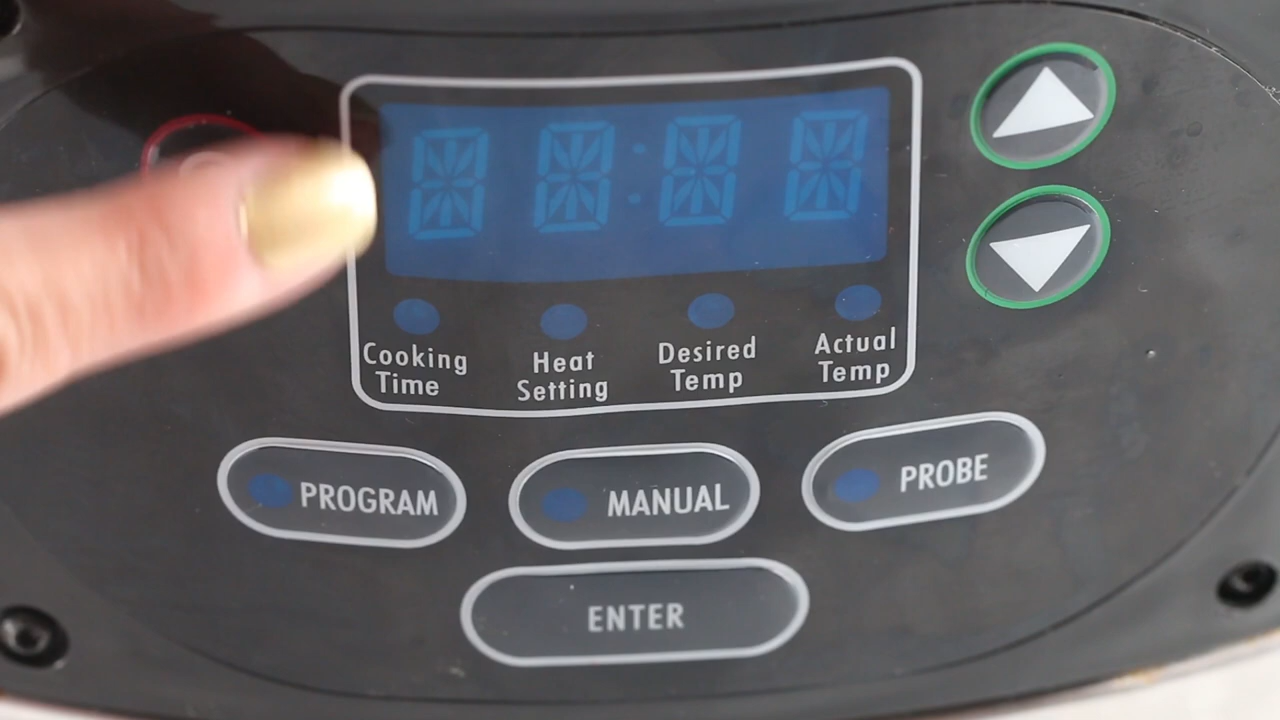 Cooking
Time
Heat
Setting
Desired
Temp
Actual
Temp
PROGRAM
MANUAL
PROBE
ENTER